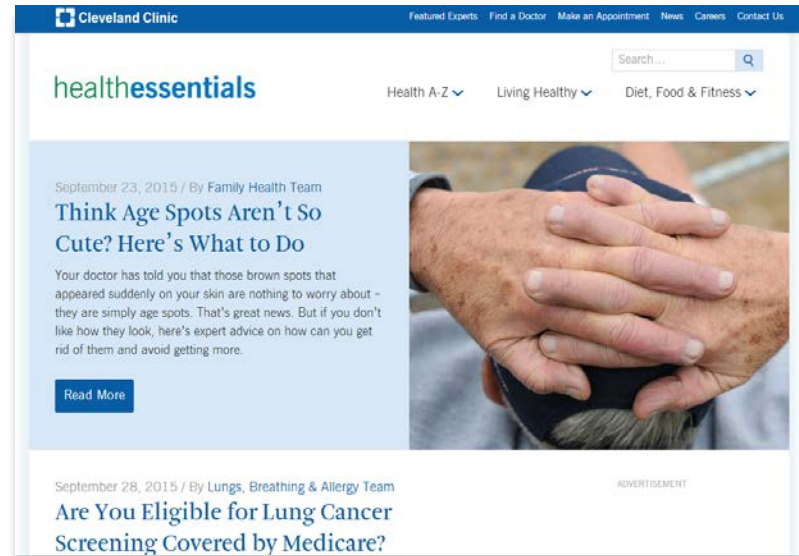 Cleveland Clinic
Featured Experts Find a Doctor Make an Appointment News Careers Contact Us
Search...
healthessentials
Health A-Z Living Healthy Diet, Food & Fitness
September 23, 2015 / By Family Health Team
Think Age Spots Aren't So
Cute? Here's What to Do
Your doctor has told you that those brown spots that
appeared suddenly on your skin are nothing to worry about –
they are simply age spots. That's great news. But if you don't
like how they look, here's expert advice on how can you get
rid of them and avoid getting more.
Read More
September 28, 2015 / By Lungs, Breathing & Allergy Team
ADVERTISEMENT
Are You Eligible for Lung Cancer
Screening Covered by Medicare?